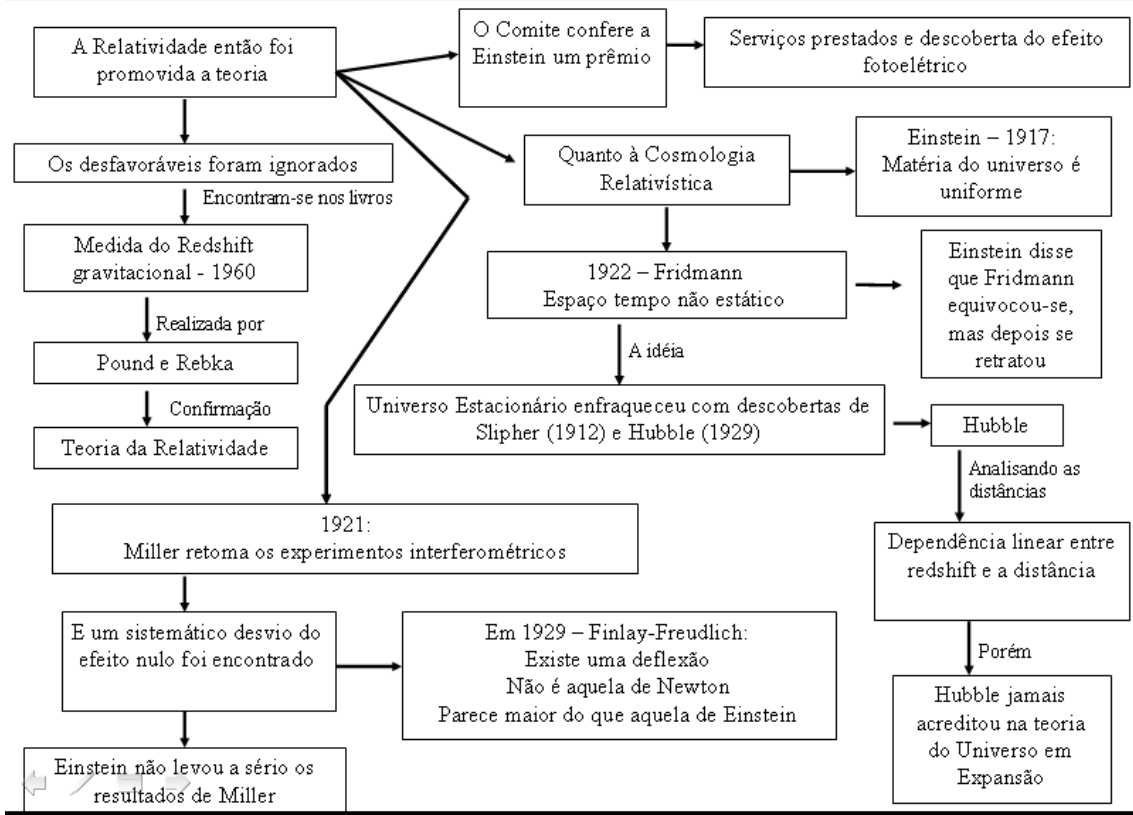 A Relatividade então foi
promovida a teoria
O Comite confere a
Einstein um prêmio
Serviços prestados e descoberta do efeito
fotoelétrico
Os desfavoráveis foram ignorados
Encontram-se nos livros
Quanto à Cosmologia
Relativística
Einstein – 1917:
Matéria do universo é
uniforme
Medida do Redshift
gravitacional - 1960
1922 – Fridmann
Espaço tempo não estático
Einstein disse
que Fridmann
equivocou-se,
mas depois se
retratou
Realizada por
Pound e Rebka
A idéia
Confirmação
Teoria da Relatividade
Universo Estacionário enfraqueceu com descobertas de
Slipher (1912) e Hubble (1929)
Hubble
Analisando as
distâncias
1921:
Miller retoma os experimentos interferométricos
Dependência linear entre
redshift e a distância
E um sistemático desvio do
efeito nulo foi encontrado
Em 1929 – Finlay-Freudlich:
Existe uma deflexão
Não é aquela de Newton
Parece maior do que aquela de Einstein
Porém
Hubble jamais
acreditou na teoria
do Universo em
Expansão
Einstein não levou a sério os
resultados de Miller